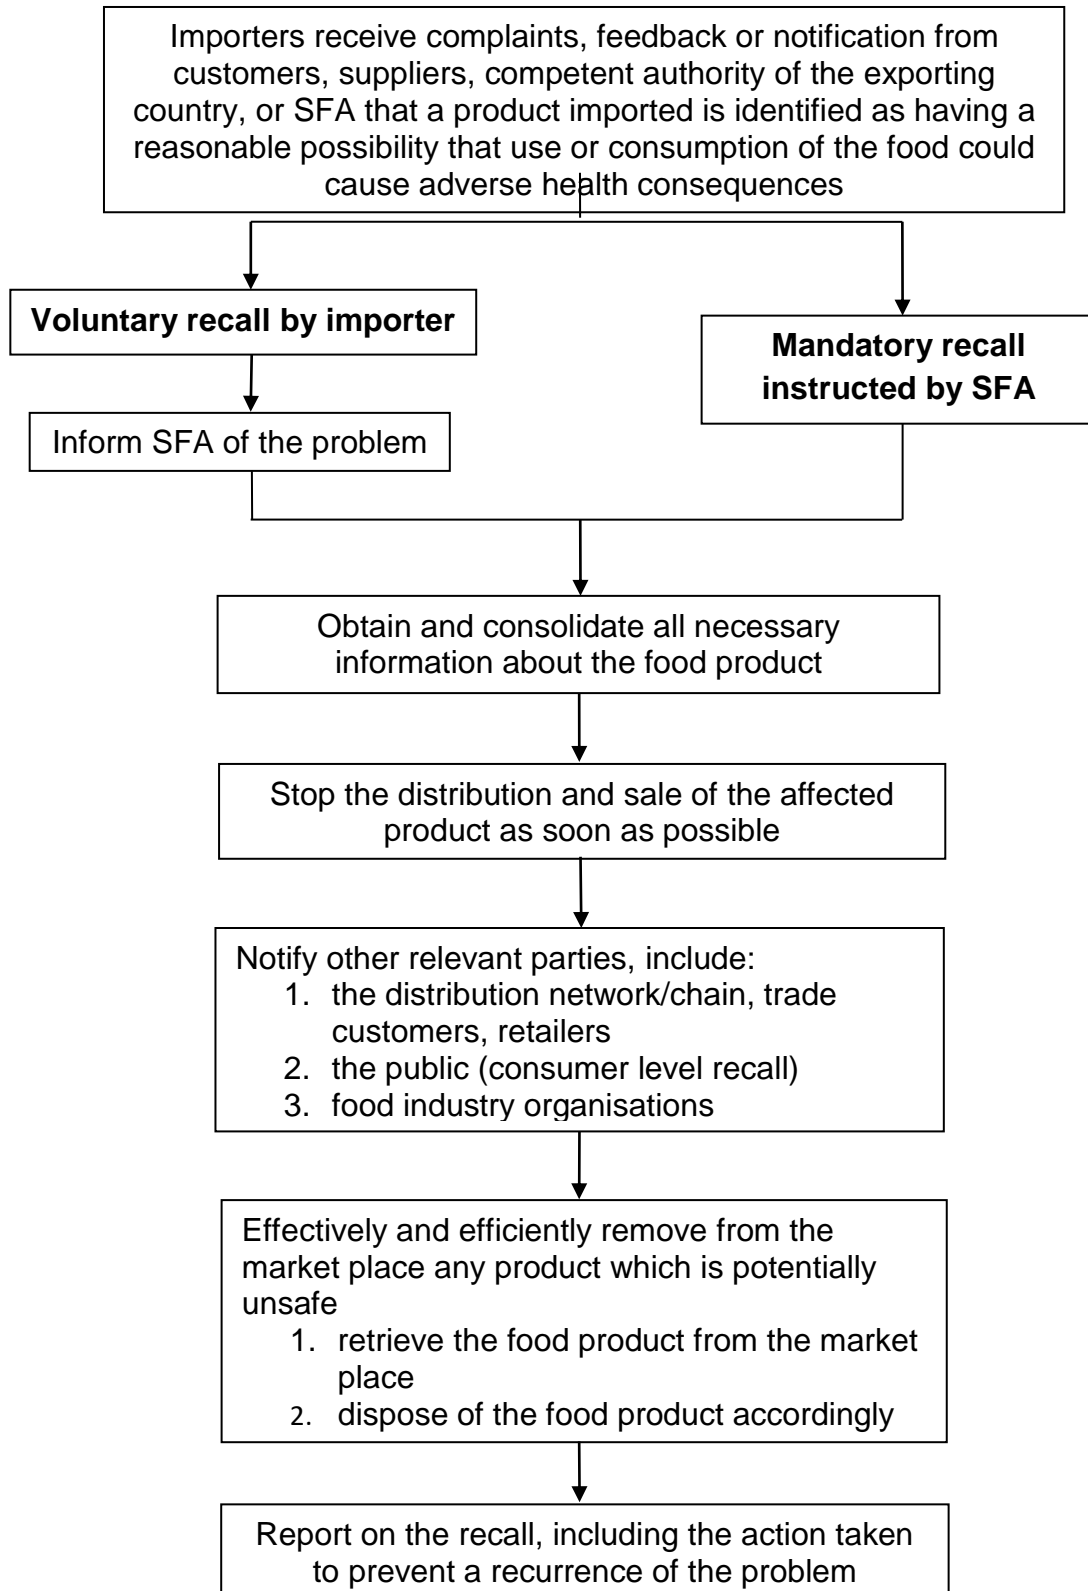 Importers receive complaints, feedback or notification from
customers, suppliers, competent authority of the exporting
country, or SFA that a product imported is identified as having a
reasonable possibility that use or consumption of the food could
cause adverse health consequences
Voluntary recall by importer
Mandatory recall
instructed by SFA
Inform SFA of the problem
Obtain and consolidate all necessary
information about the food product
Stop the distribution and sale of the affected
product as soon as possible
Notify other relevant parties, include:
1. the distribution network/chain, trade
customers, retailers
2. the public (consumer level recall)
3. food industry organisations
Effectively and efficiently remove from the
market place any product which is potentially
unsafe
1. retrieve the food product from the market
place
2. dispose of the food product accordingly
Report on the recall, including the action taken
to prevent a recurrence of the problem